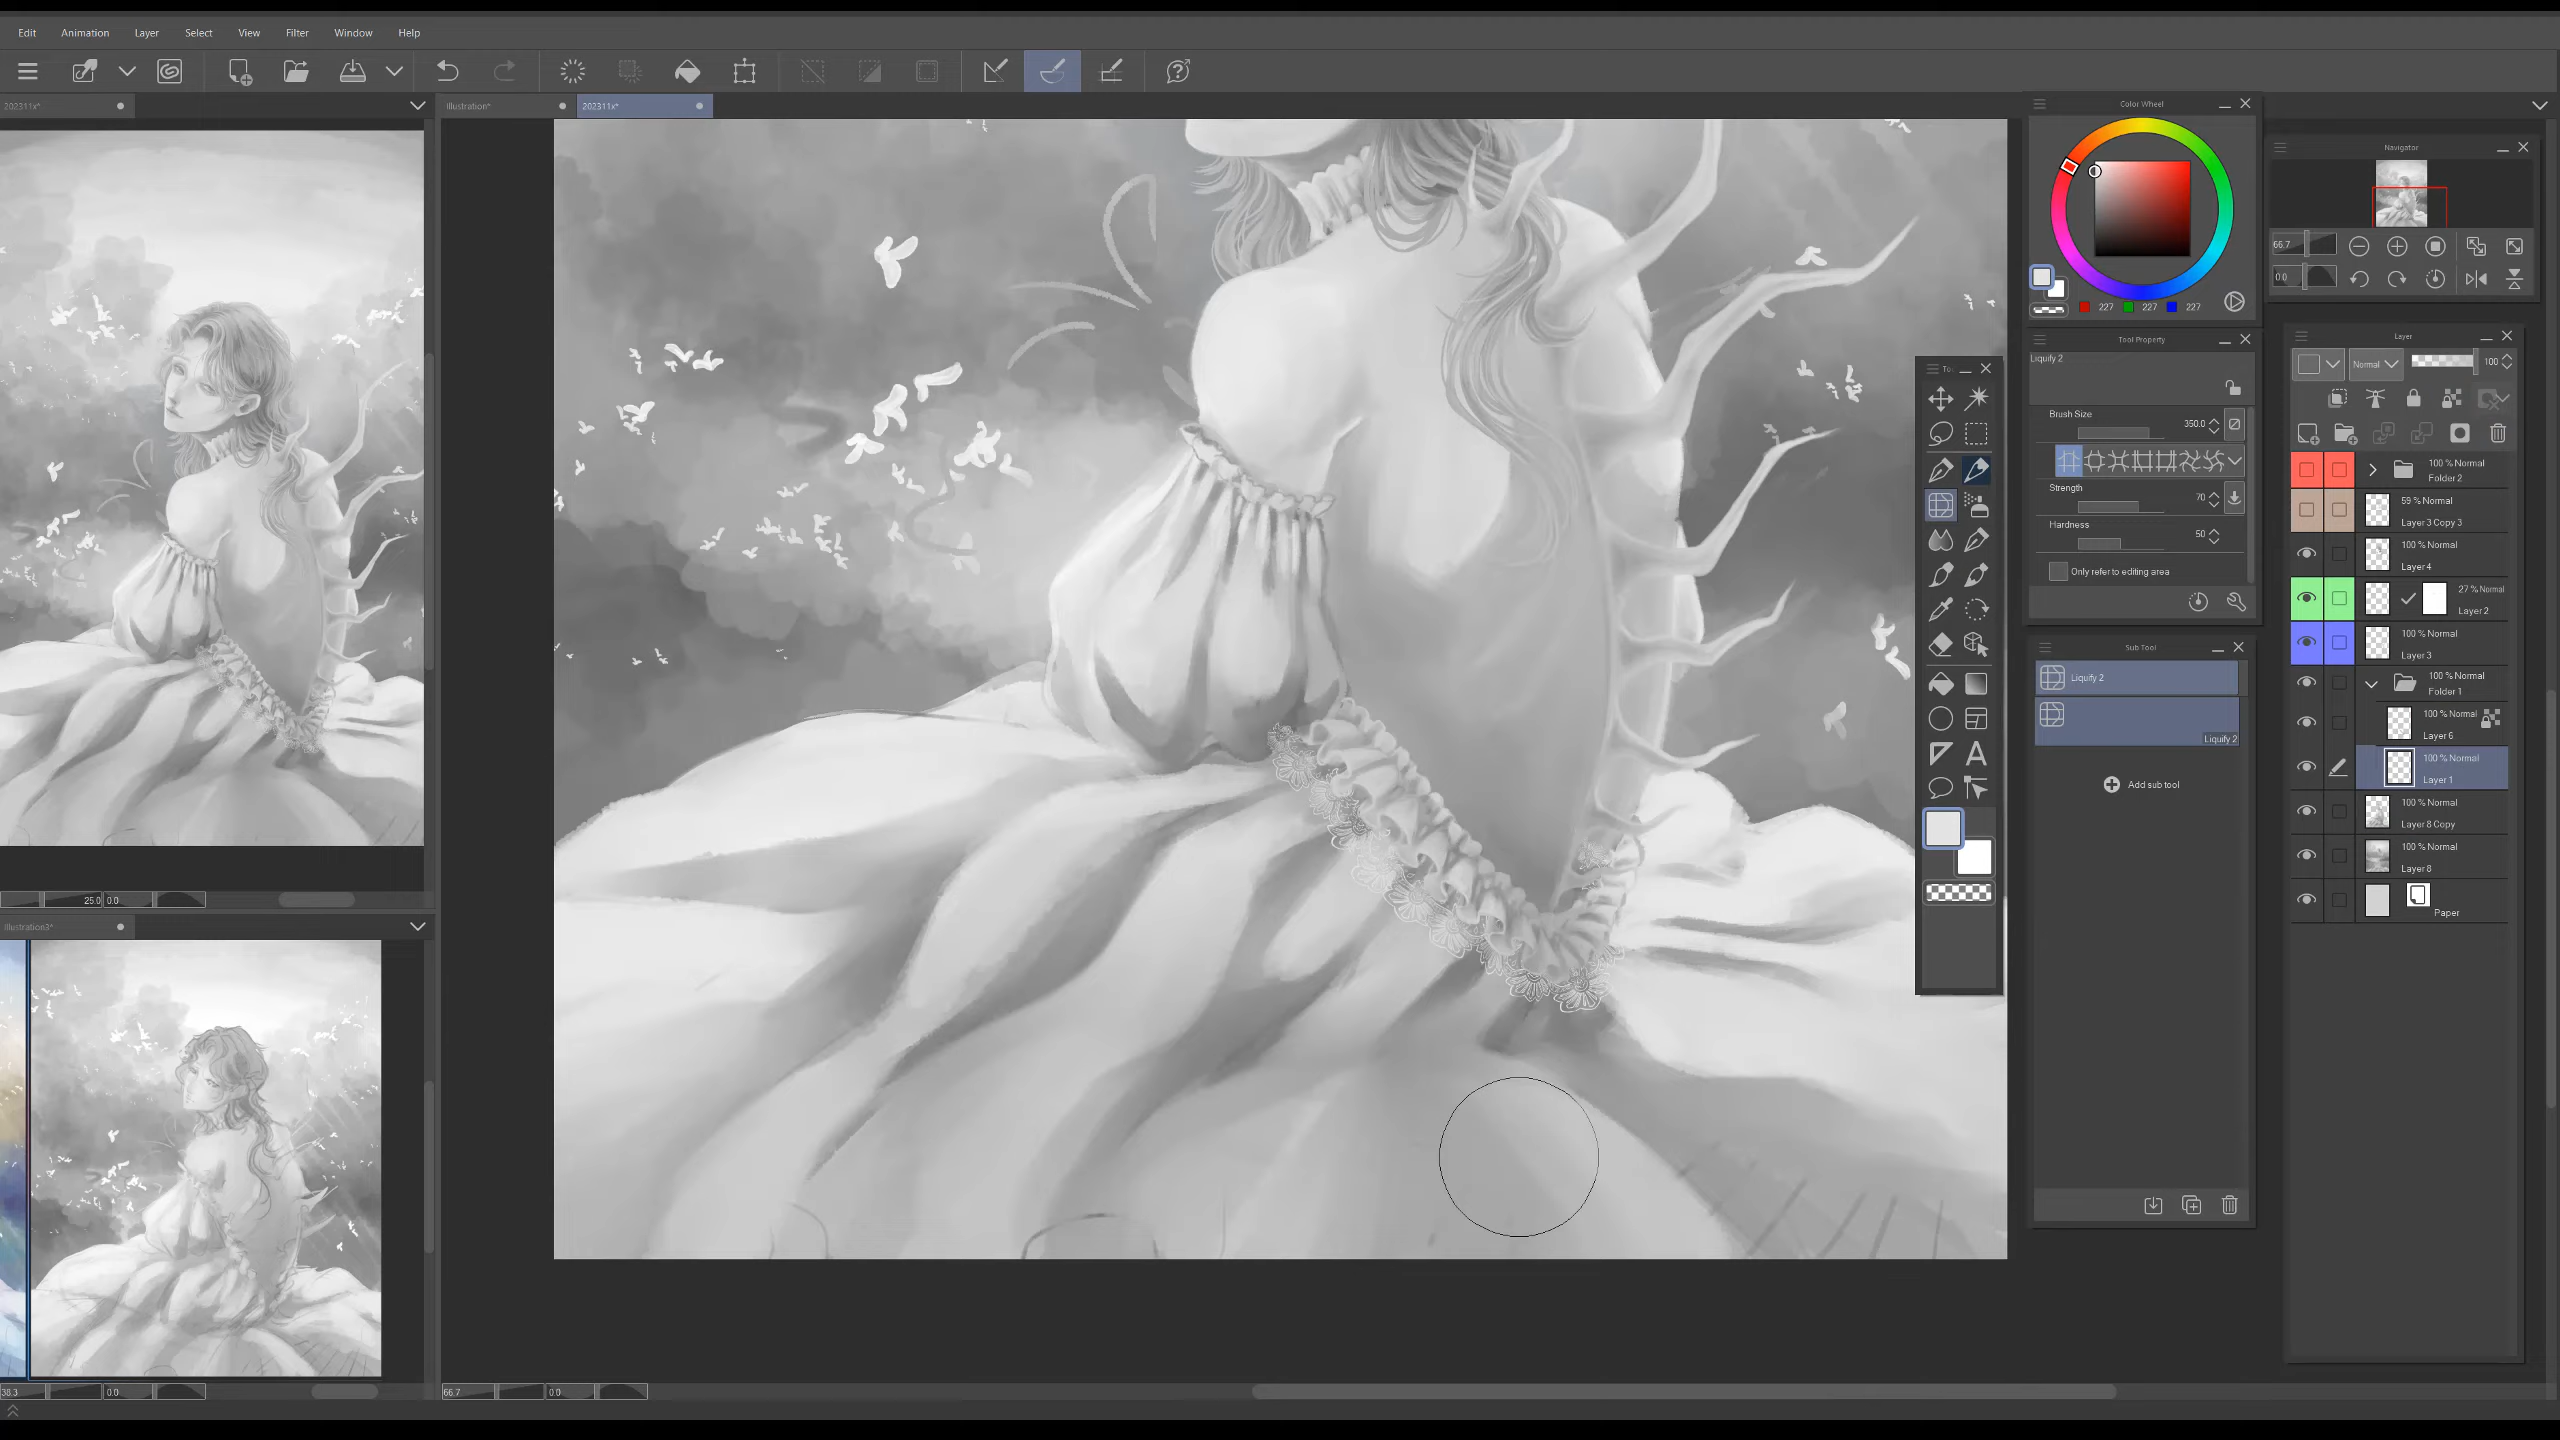 Edit Animation Layer Select View Filter Window Help
202311x*
Illustration* 202311x*
Color Wheel
227 227 227
Navigator
66.7
0.0
Tool Property
Liquify 2
Brush Size
350.0
Strength
70
Hardness
50
Only refer to editing area
Sub Tool
Liquify 2
Liquify 2
Add sub tool
Layer
Normal 100
100 % Normal
Folder 2
59 % Normal
Layer 3 Copy 3
100 % Normal
Layer 4
27 % Normal
Layer 2
100 % Normal
Layer 3
100 % Normal
Folder 1
100 % Normal
Layer 6
100 % Normal
Layer 1
100 % Normal
Layer 8 Copy
100 % Normal
Layer 8
Paper
25.0 0.0
Illustration3*
38.3 0.0
66.7 0.0